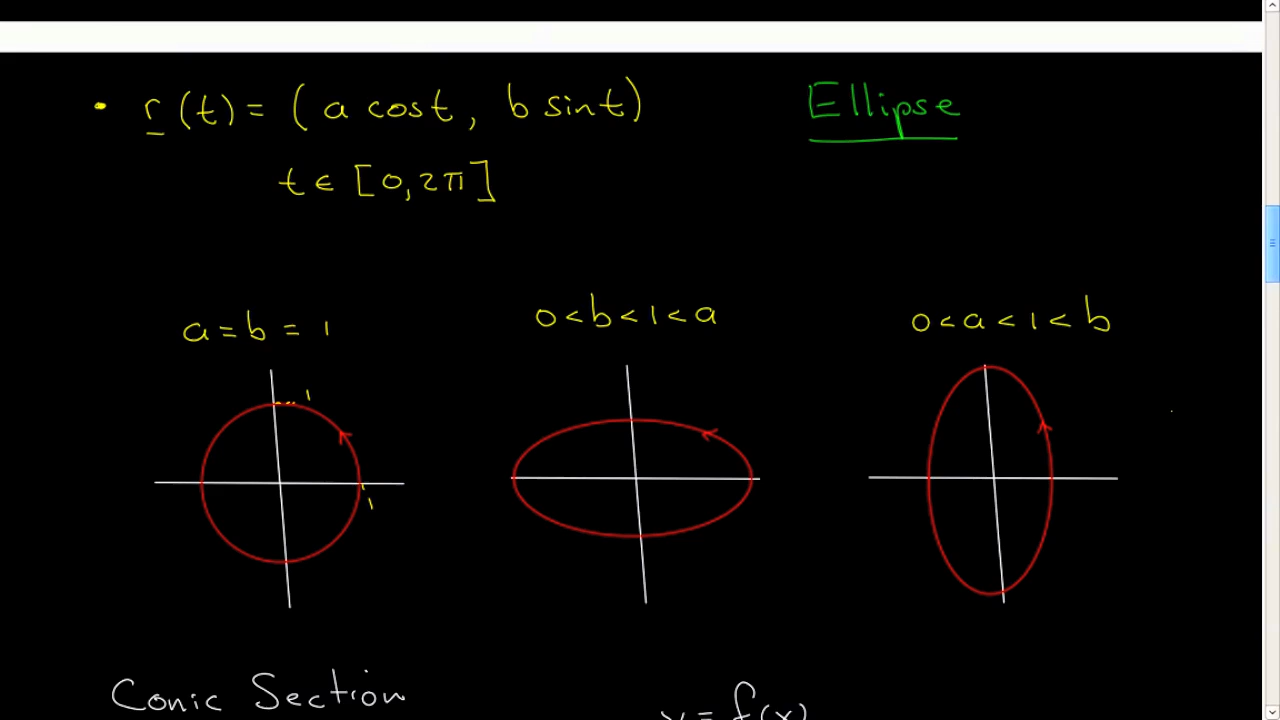 • r(t) = (a cost, b sint)
Ellipse
t ∈ [0, 2π]
a = b = 1
0 < b < 1 < a
0 < a < 1 < b
1
1
Conic Section
y = f(x)